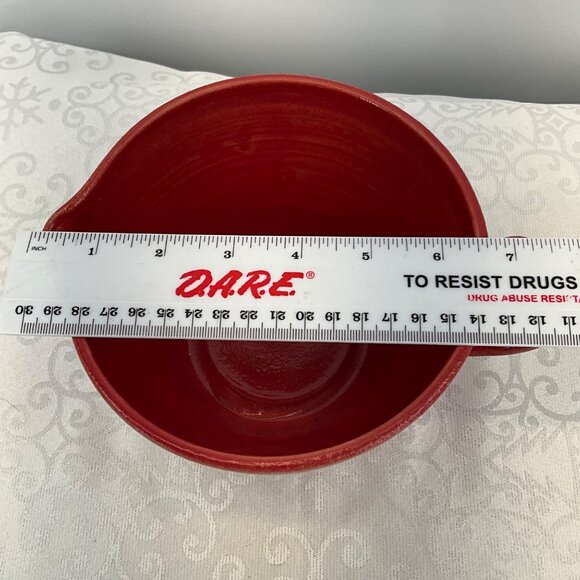 INCH 1 2 3 4 5 6 7
D.A.R.E.® TO RESIST DRUGS
DRUG ABUSE RESISTA
30 29 28 27 26 25 24 23 22 21 20 19 18 17 16 15 14 13 12 11